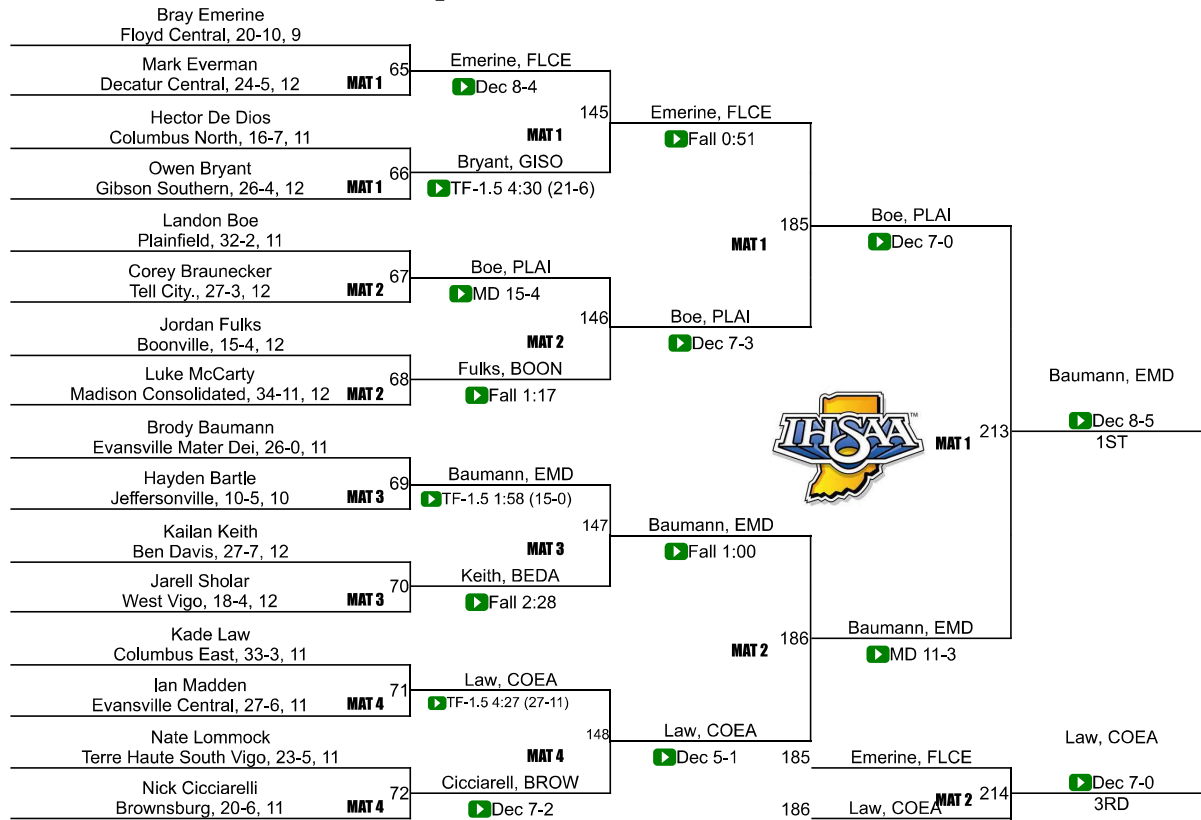 Bray Emerine
Floyd Central, 20-10, 9
Mark Everman
Decatur Central, 24-5, 12
MAT 1
65
Emerine, FLCE
Dec 8-4
Hector De Dios
Columbus North, 16-7, 11
Owen Bryant
Gibson Southern, 26-4, 12
MAT 1
66
Bryant, GISO
TF-1.5 4:30 (21-6)
145
MAT 1
Emerine, FLCE
Fall 0:51
Landon Boe
Plainfield, 32-2, 11
Corey Braunecker
Tell City., 27-3, 12
MAT 2
67
Boe, PLAI
MD 15-4
Jordan Fulks
Boonville, 15-4, 12
Luke McCarty
Madison Consolidated, 34-11, 12
MAT 2
68
Fulks, BOON
Fall 1:17
146
MAT 2
Boe, PLAI
Dec 7-3
185
MAT 1
Boe, PLAI
Dec 7-0
Brody Baumann
Evansville Mater Dei, 26-0, 11
Hayden Bartle
Jeffersonville, 10-5, 10
MAT 3
69
Baumann, EMD
TF-1.5 1:58 (15-0)
Kailan Keith
Ben Davis, 27-7, 12
Jarell Sholar
West Vigo, 18-4, 12
MAT 3
70
Keith, BEDA
Fall 2:28
147
MAT 3
Baumann, EMD
Fall 1:00
Kade Law
Columbus East, 33-3, 11
Ian Madden
Evansville Central, 27-6, 11
MAT 4
71
Law, COEA
TF-1.5 4:27 (27-11)
Nate Lommock
Terre Haute South Vigo, 23-5, 11
Nick Cicciarelli
Brownsburg, 20-6, 11
MAT 4
72
Cicciarell, BROW
Dec 7-2
148
MAT 4
Law, COEA
Dec 5-1
186
MAT 2
Baumann, EMD
MD 11-3
IHSAA
TM
MAT 1
213
Baumann, EMD
Dec 8-5
1ST
185
Emerine, FLCE
186
Law, COEA
MAT 2
214
Law, COEA
Dec 7-0
3RD